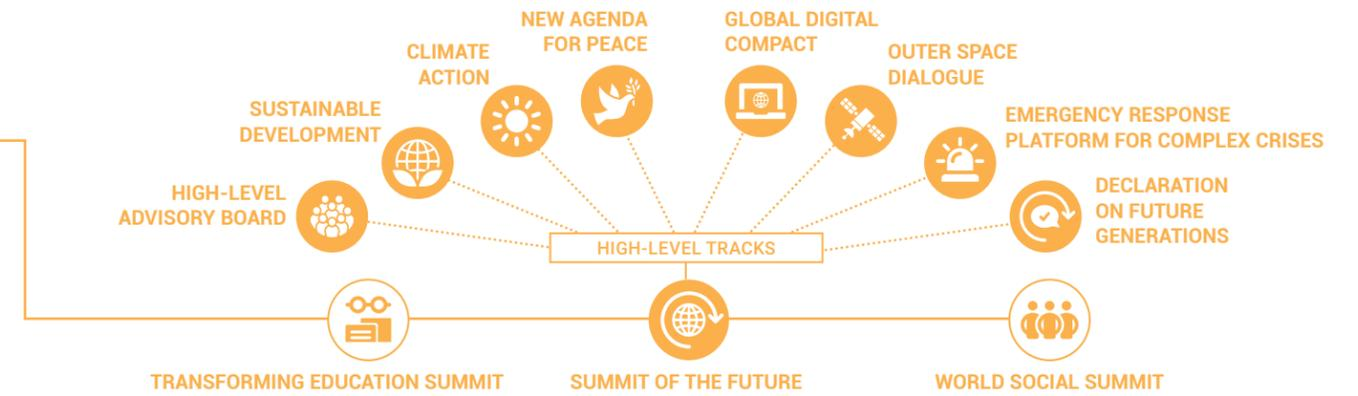 NEW AGENDA
FOR PEACE
GLOBAL DIGITAL
COMPACT
CLIMATE
ACTION
OUTER SPACE
DIALOGUE
SUSTAINABLE
DEVELOPMENT
EMERGENCY RESPONSE
PLATFORM FOR COMPLEX CRISES
HIGH-LEVEL
ADVISORY BOARD
DECLARATION
ON FUTURE
GENERATIONS
HIGH-LEVEL TRACKS
TRANSFORMING EDUCATION SUMMIT
SUMMIT OF THE FUTURE
WORLD SOCIAL SUMMIT